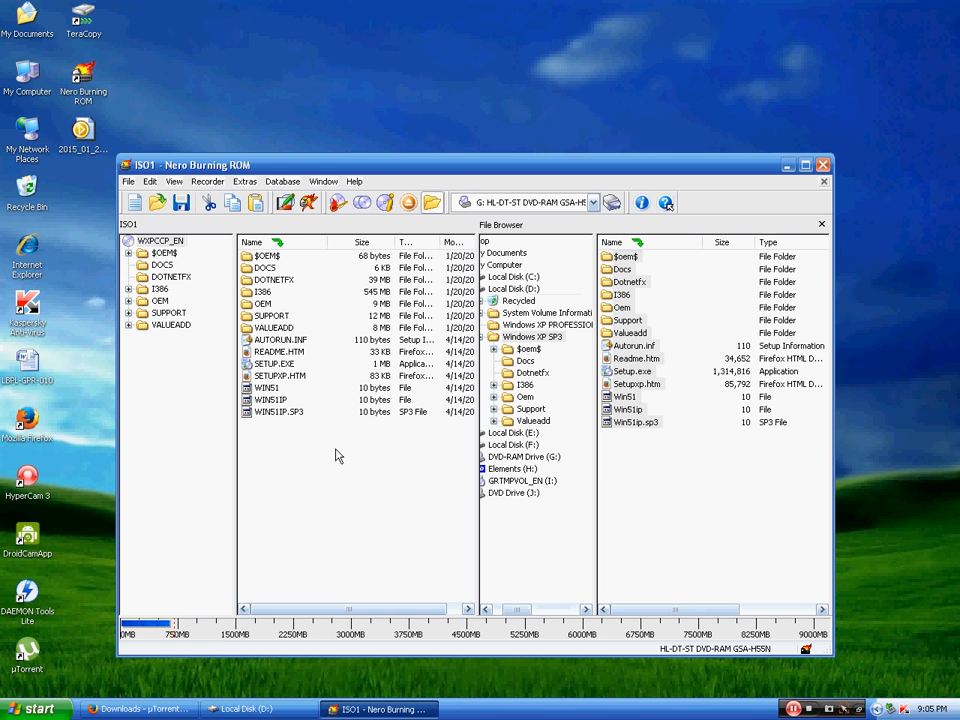 My Documents
TeraCopy
My Computer
Nero Burning
ROM
My Network
Places
2015_01_2...
Recycle Bin
Internet
Explorer
Kaspersky
Anti-Virus
LBPL-GPR-010
Mozilla Firefox
HyperCam 3
DroidCamApp
DAEMON Tools
Lite
µTorrent
ISO1 - Nero Burning ROM
File Edit View Recorder Extras Database Window Help
G: HL-DT-ST DVD-RAM GSA-H5
ISO1
File Browser
WXPCCP_EN
$OEM$
DOCS
DOTNETFX
I386
OEM
SUPPORT
VALUEADD
Name Size T... Mo...
$OEM$ 68 bytes File Fol... 1/20/20
DOCS 6 KB File Fol... 1/20/20
DOTNETFX 39 MB File Fol... 1/20/20
I386 545 MB File Fol... 1/20/20
OEM 9 MB File Fol... 1/20/20
SUPPORT 12 MB File Fol... 1/20/20
VALUEADD 8 MB File Fol... 1/20/20
AUTORUN.INF 110 bytes Setup I... 4/14/20
README.HTM 33 KB Firefox... 4/14/20
SETUP.EXE 1 MB Applica... 4/14/20
SETUPXP.HTM 83 KB Firefox... 4/14/20
WIN51 10 bytes File 4/14/20
WIN51IP 10 bytes File 4/14/20
WIN51IP.SP3 10 bytes SP3 File 4/14/20
op
y Documents
y Computer
Local Disk (C:)
Local Disk (D:)
Recycled
System Volume Informati
Windows XP PROFESSIO
Windows XP SP3
$oem$
Docs
Dotnetfx
I386
Oem
Support
Valueadd
Local Disk (E:)
Local Disk (F:)
DVD-RAM Drive (G:)
Elements (H:)
GRTMPVOL_EN (I:)
DVD Drive (J:)
Name Size Type
$oem$ File Folder
Docs File Folder
Dotnetfx File Folder
I386 File Folder
Oem File Folder
Support File Folder
Valueadd File Folder
Autorun.inf 110 Setup Information
Readme.htm 34,652 Firefox HTML D...
Setup.exe 1,314,816 Application
Setupxp.htm 85,792 Firefox HTML D...
Win51 10 File
Win51ip 10 File
Win51ip.sp3 10 SP3 File
0MB 750MB 1500MB 2250MB 3000MB 3750MB 4500MB 5250MB 6000MB 6750MB 7500MB 8250MB 9000MB
HL-DT-ST DVD-RAM GSA-H55N
start
Downloads - µTorrent...
Local Disk (D:)
ISO1 - Nero Burning ...
9:05 PM